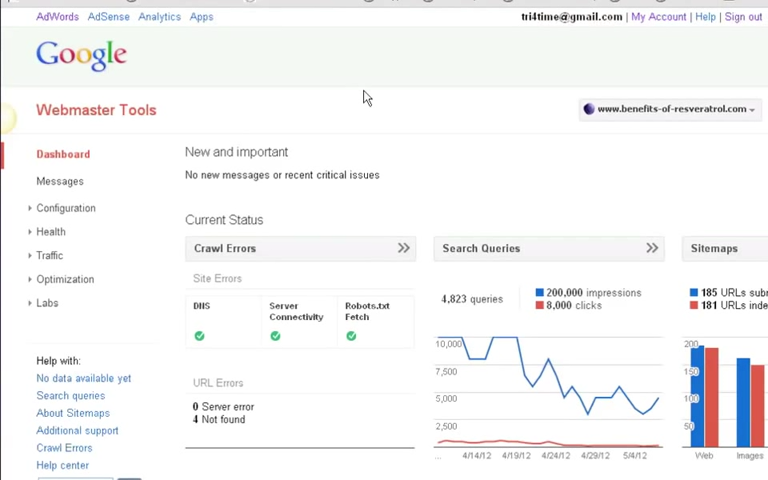 AdWords AdSense Analytics Apps
tri4time@gmail.com | My Account | Help | Sign out
Google
Webmaster Tools
www.benefits-of-resveratrol.com
Dashboard
Messages
Configuration
Health
Traffic
Optimization
Labs
Help with:
No data available yet
Search queries
About Sitemaps
Additional support
Crawl Errors
Help center
New and important
No new messages or recent critical issues
Current Status
Crawl Errors
Site Errors
DNS
Server
Connectivity
Robots.txt
Fetch
URL Errors
0 Server error
4 Not found
Search Queries
4,823 queries
200,000 impressions
8,000 clicks
10,000
7,500
5,000
2,500
... 4/14/12 4/19/12 4/24/12 4/29/12 5/4/12
Sitemaps
185 URLs sub
181 URLs inde
200
150
100
50
Web Images